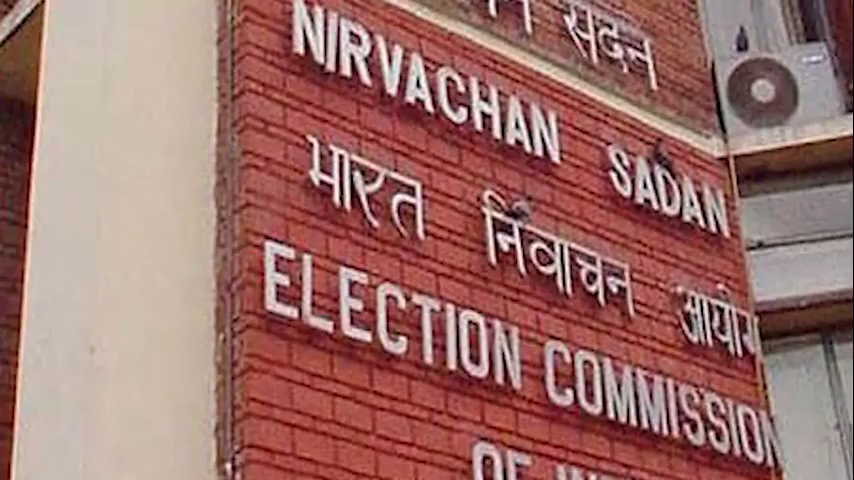 सदन
NIRVACHAN SADAN
भारत निर्वाचन आयोग
ELECTION COMMISSION
OF